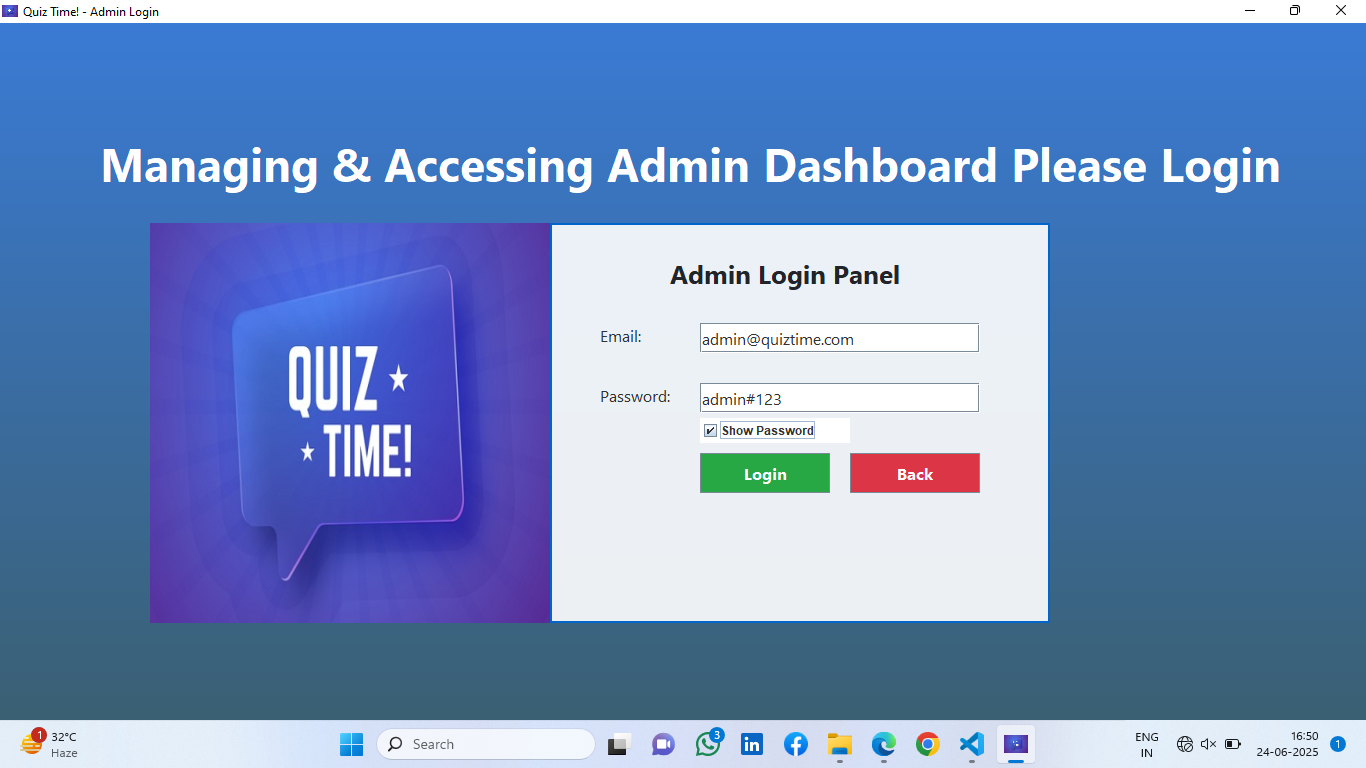 Quiz Time! - Admin Login
Managing & Accessing Admin Dashboard Please Login
QUIZ
TIME!
Admin Login Panel
Email:
admin@quiztime.com
Password:
admin#123
Show Password
Login
Back
1
32°C
Haze
Search
3
ENG
IN
16:50
24-06-2025
1